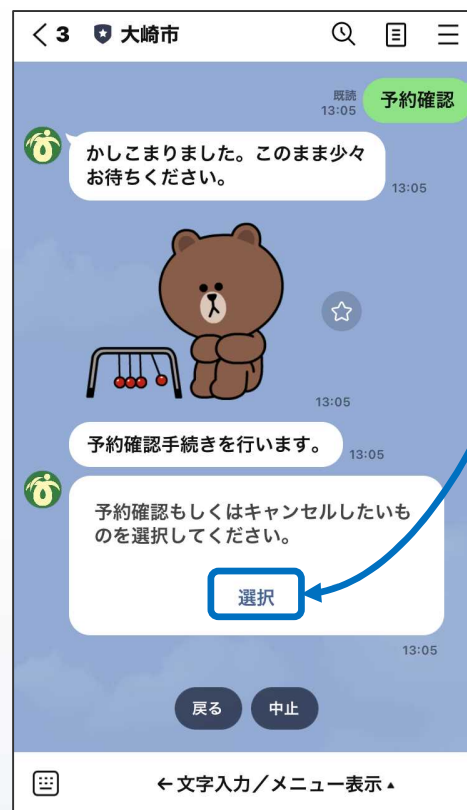 3 大崎市
既読
13:05
予約確認
かしこまりました。このまま少々
お待ちください。
13:05
13:05
予約確認手続きを行います。
13:05
予約確認もしくはキャンセルしたいも
のを選択してください。
選択
13:05
戻る 中止
←文字入力/メニュー表示▲